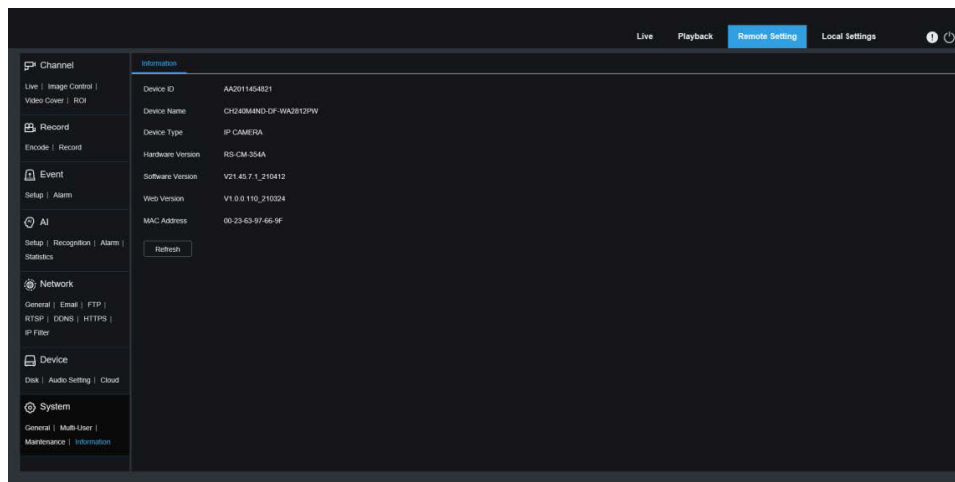 Live Playback Remote Setting Local Settings
Channel
Live | Image Control |
Video Cover | ROI
Record
Encode | Record
Event
Setup | Alarm
AI
Setup | Recognition | Alarm |
Statistics
Network
General | Email | FTP |
RTSP | DDNS | HTTPS |
IP Filter
Device
Disk | Audio Setting | Cloud
System
General | Multi-User |
Maintenance | Information
Information
Device ID AA2011454821
Device Name CH240M4ND-DF-WA2812PW
Device Type IP CAMERA
Hardware Version RS-CM-354A
Software Version V21.45.7.1_210412
Web Version V1.0.0.110_210324
MAC Address 00-23-63-97-66-9F
Refresh